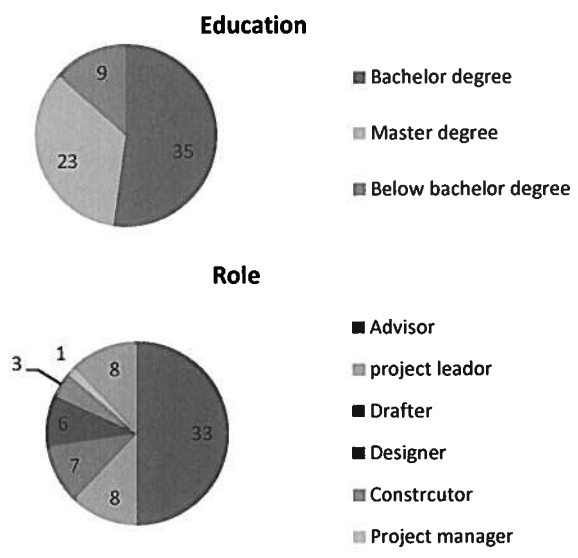 Education
9
35
23
Bachelor degree
Master degree
Below bachelor degree
Role
1
3
8
33
6
7
8
Advisor
project leador
Drafter
Designer
Constrcutor
Project manager